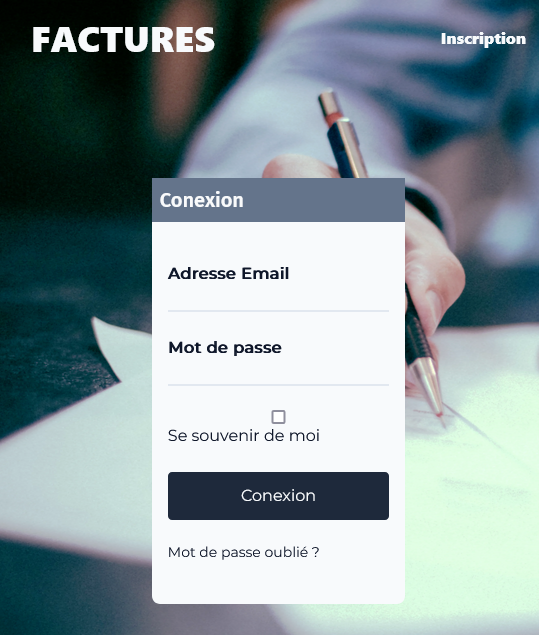 FACTURES
Inscription
Conexion
Adresse Email
Mot de passe
Se souvenir de moi
Conexion
Mot de passe oublié ?